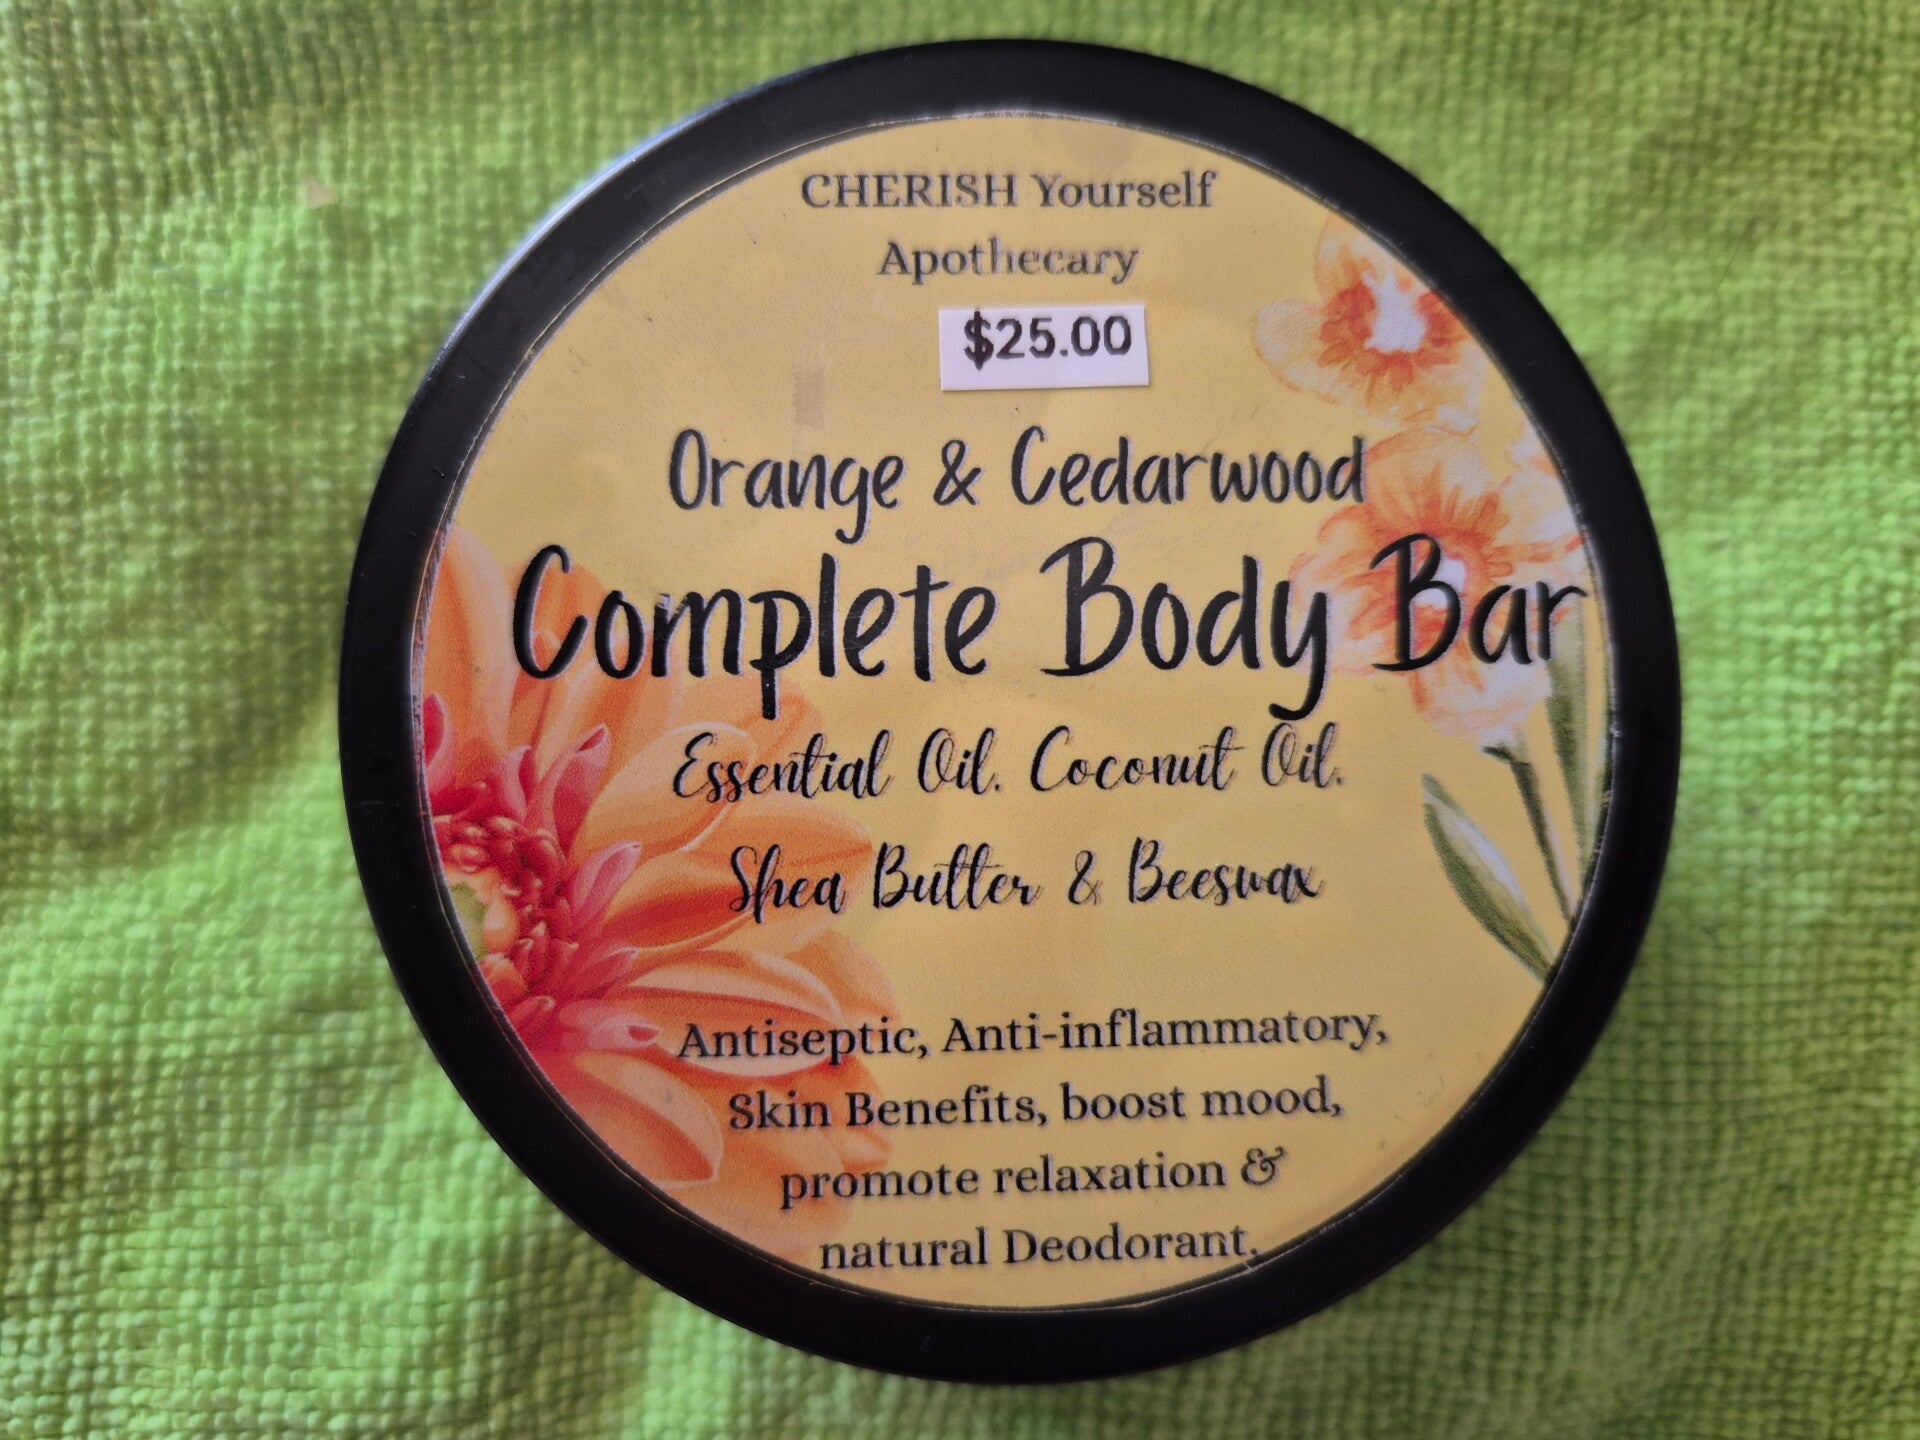 CHERISH Yourself
Apothecary
$25.00
Orange & Cedarwood
Complete Body Bar
Essential Oil. Coconut Oil.
Shea Butter & Beeswax
Antiseptic, Anti-inflammatory,
Skin Benefits, boost mood,
promote relaxation &
natural Deodorant.